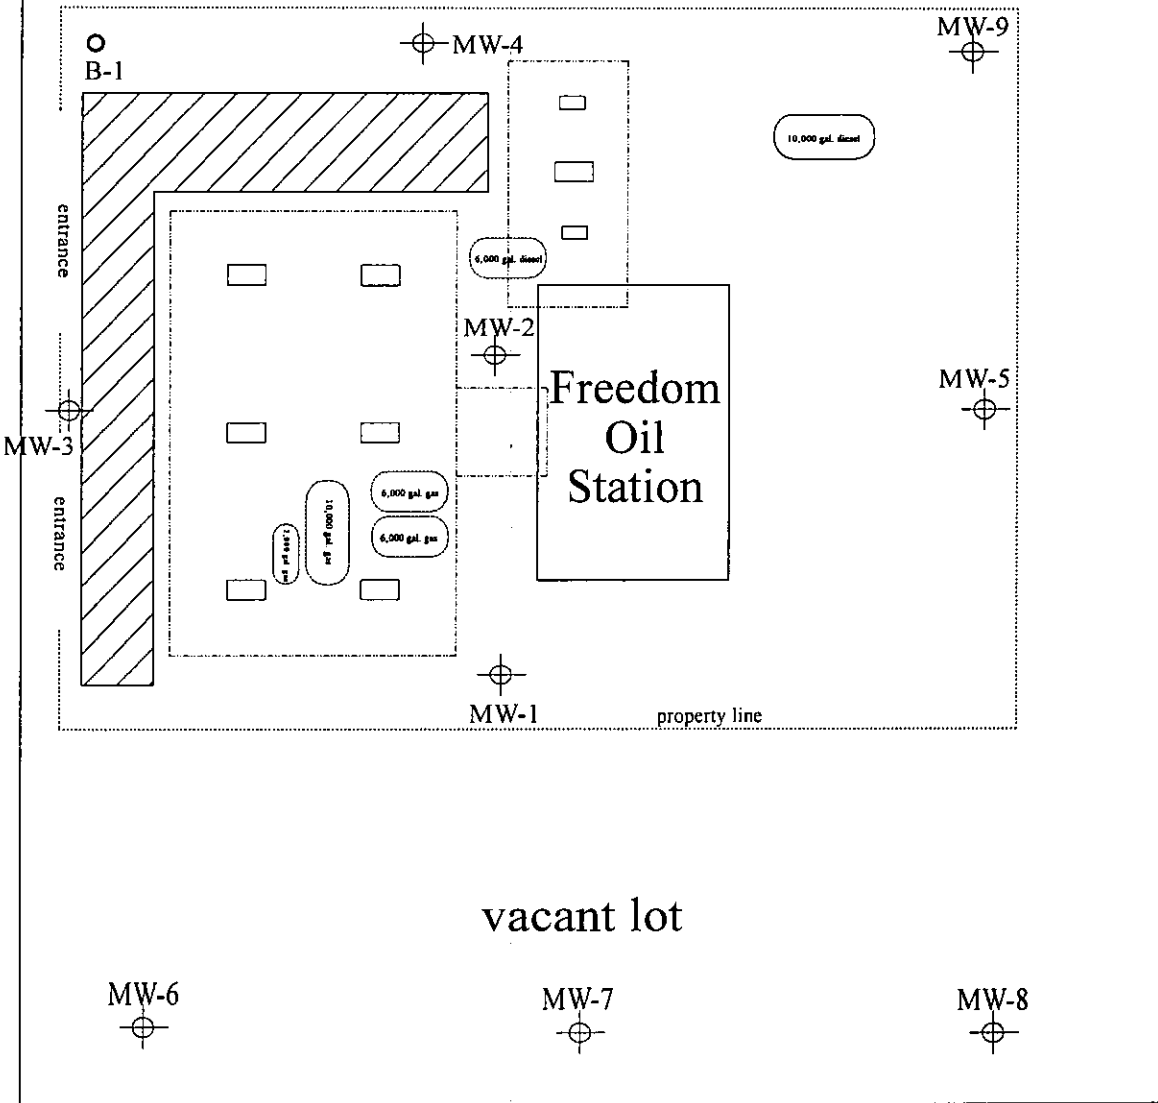 MW-9
MW-4
B-1
10,000 gal. diesel
entrance
6,000 gal. diesel
MW-2
MW-5
Freedom
Oil
Station
MW-3
6,000 gal. gas
10,000 gal. gas
6,000 gal. gas
entrance
gal. gas
MW-1
property line
vacant lot
MW-6
MW-7
MW-8